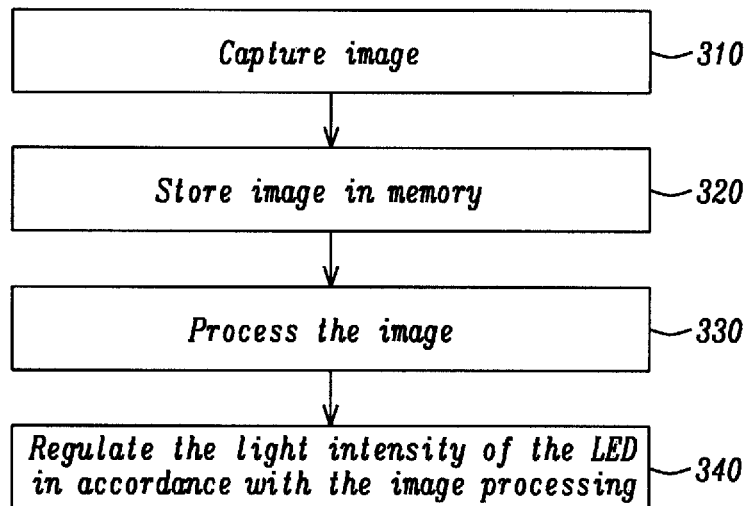 Capture image
310
Store image in memory
320
Process the image
330
Regulate the light intensity of the LED
in accordance with the image processing
340